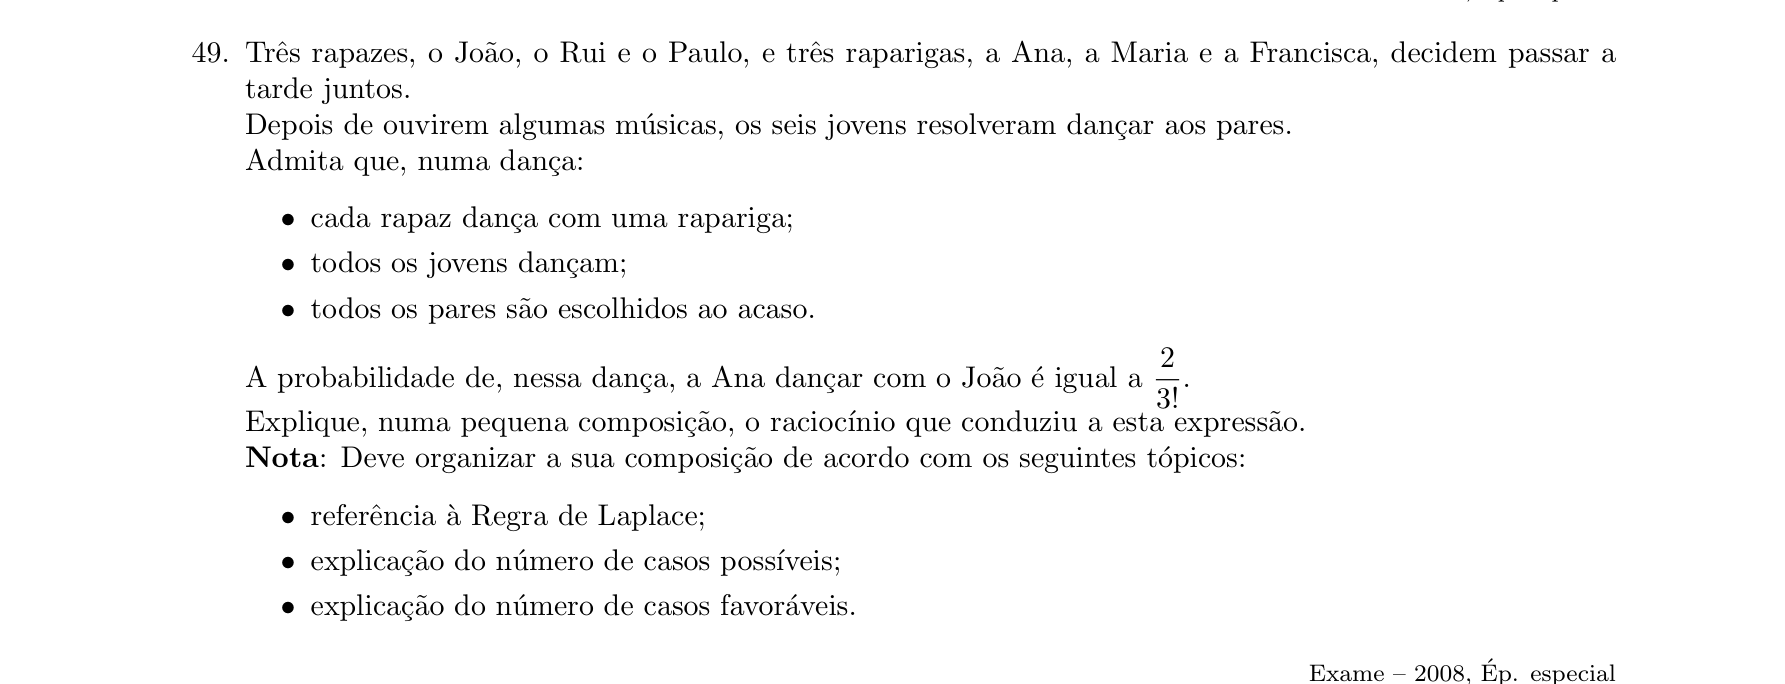 49. Três rapazes, o João, o Rui e o Paulo, e três raparigas, a Ana, a Maria e a Francisca, decidem passar a
tarde juntos.
Depois de ouvirem algumas músicas, os seis jovens resolveram dançar aos pares.
Admita que, numa dança:
• cada rapaz dança com uma rapariga;
• todos os jovens dançam;
• todos os pares são escolhidos ao acaso.
A probabilidade de, nessa dança, a Ana dançar com o João é igual a 2/3!.
Explique, numa pequena composição, o raciocínio que conduziu a esta expressão.
Nota: Deve organizar a sua composição de acordo com os seguintes tópicos:
• referência à Regra de Laplace;
• explicação do número de casos possíveis;
• explicação do número de casos favoráveis.
Exame – 2008, Ép. especial